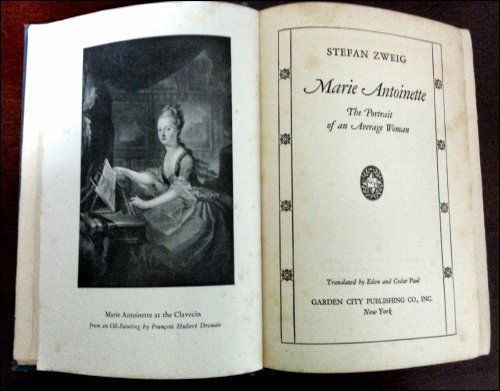 Marie Antoinette at the Clavecin
from an Oil-Painting by François Hubert Drouais
STEFAN ZWEIG
Marie Antoinette
The Portrait
of an Average Woman
Translated by Eden and Cedar Paul
GARDEN CITY PUBLISHING CO., INC.
New York